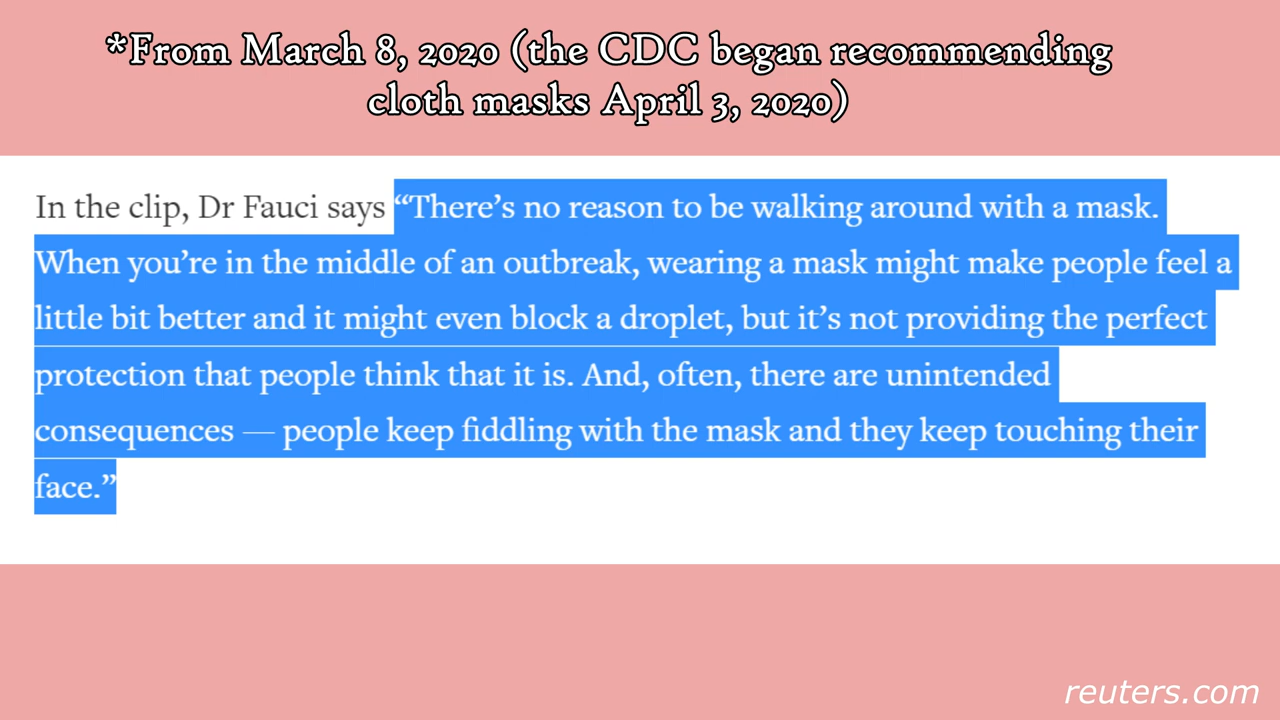 *From March 8, 2020 (the CDC began recommending
cloth masks April 3, 2020)
In the clip, Dr Fauci says “There’s no reason to be walking around with a mask.
When you’re in the middle of an outbreak, wearing a mask might make people feel a
little bit better and it might even block a droplet, but it’s not providing the perfect
protection that people think that it is. And, often, there are unintended
consequences — people keep fiddling with the mask and they keep touching their
face.”
reuters.com